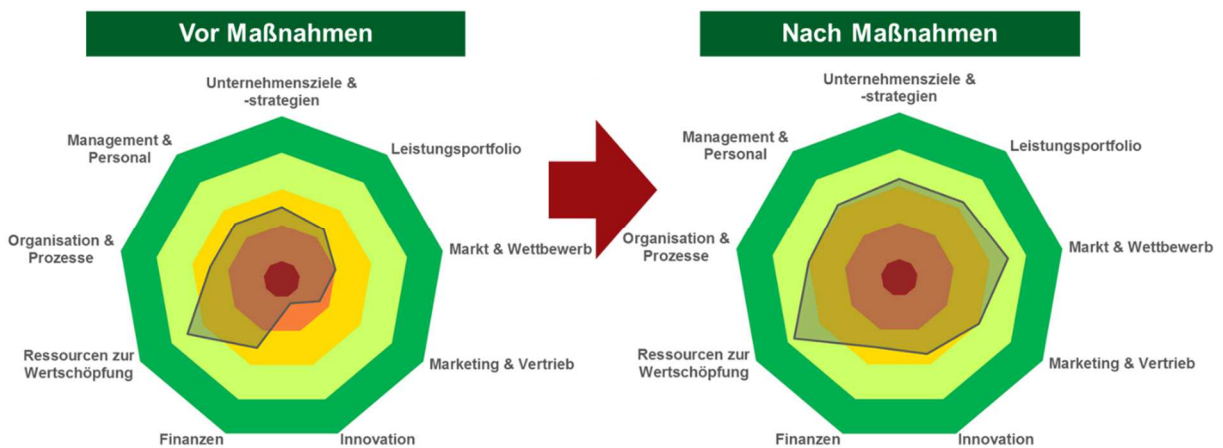 Vor Maßnahmen
Unternehmensziele &
-strategien
Management &
Personal
Leistungsportfolio
Organisation &
Prozesse
Markt & Wettbewerb
Ressourcen zur
Wertschöpfung
Marketing & Vertrieb
Finanzen
Innovation
Nach Maßnahmen
Unternehmensziele &
-strategien
Management &
Personal
Leistungsportfolio
Organisation &
Prozesse
Markt & Wettbewerb
Ressourcen zur
Wertschöpfung
Marketing & Vertrieb
Finanzen
Innovation